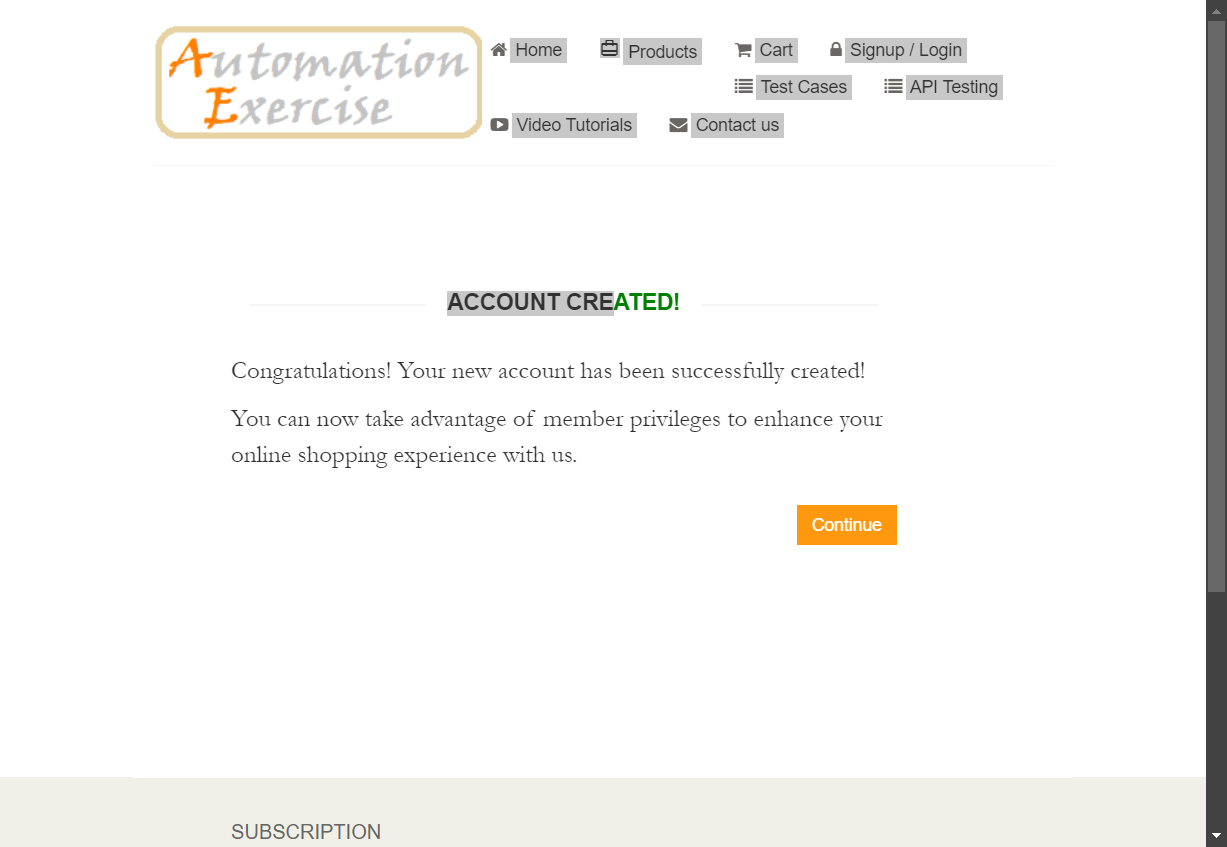 Automation
Exercise
Home Products Cart Signup / Login
Test Cases API Testing
Video Tutorials Contact us
ACCOUNT CREATED!
Congratulations! Your new account has been successfully created!
You can now take advantage of member privileges to enhance your
online shopping experience with us.
Continue
SUBSCRIPTION